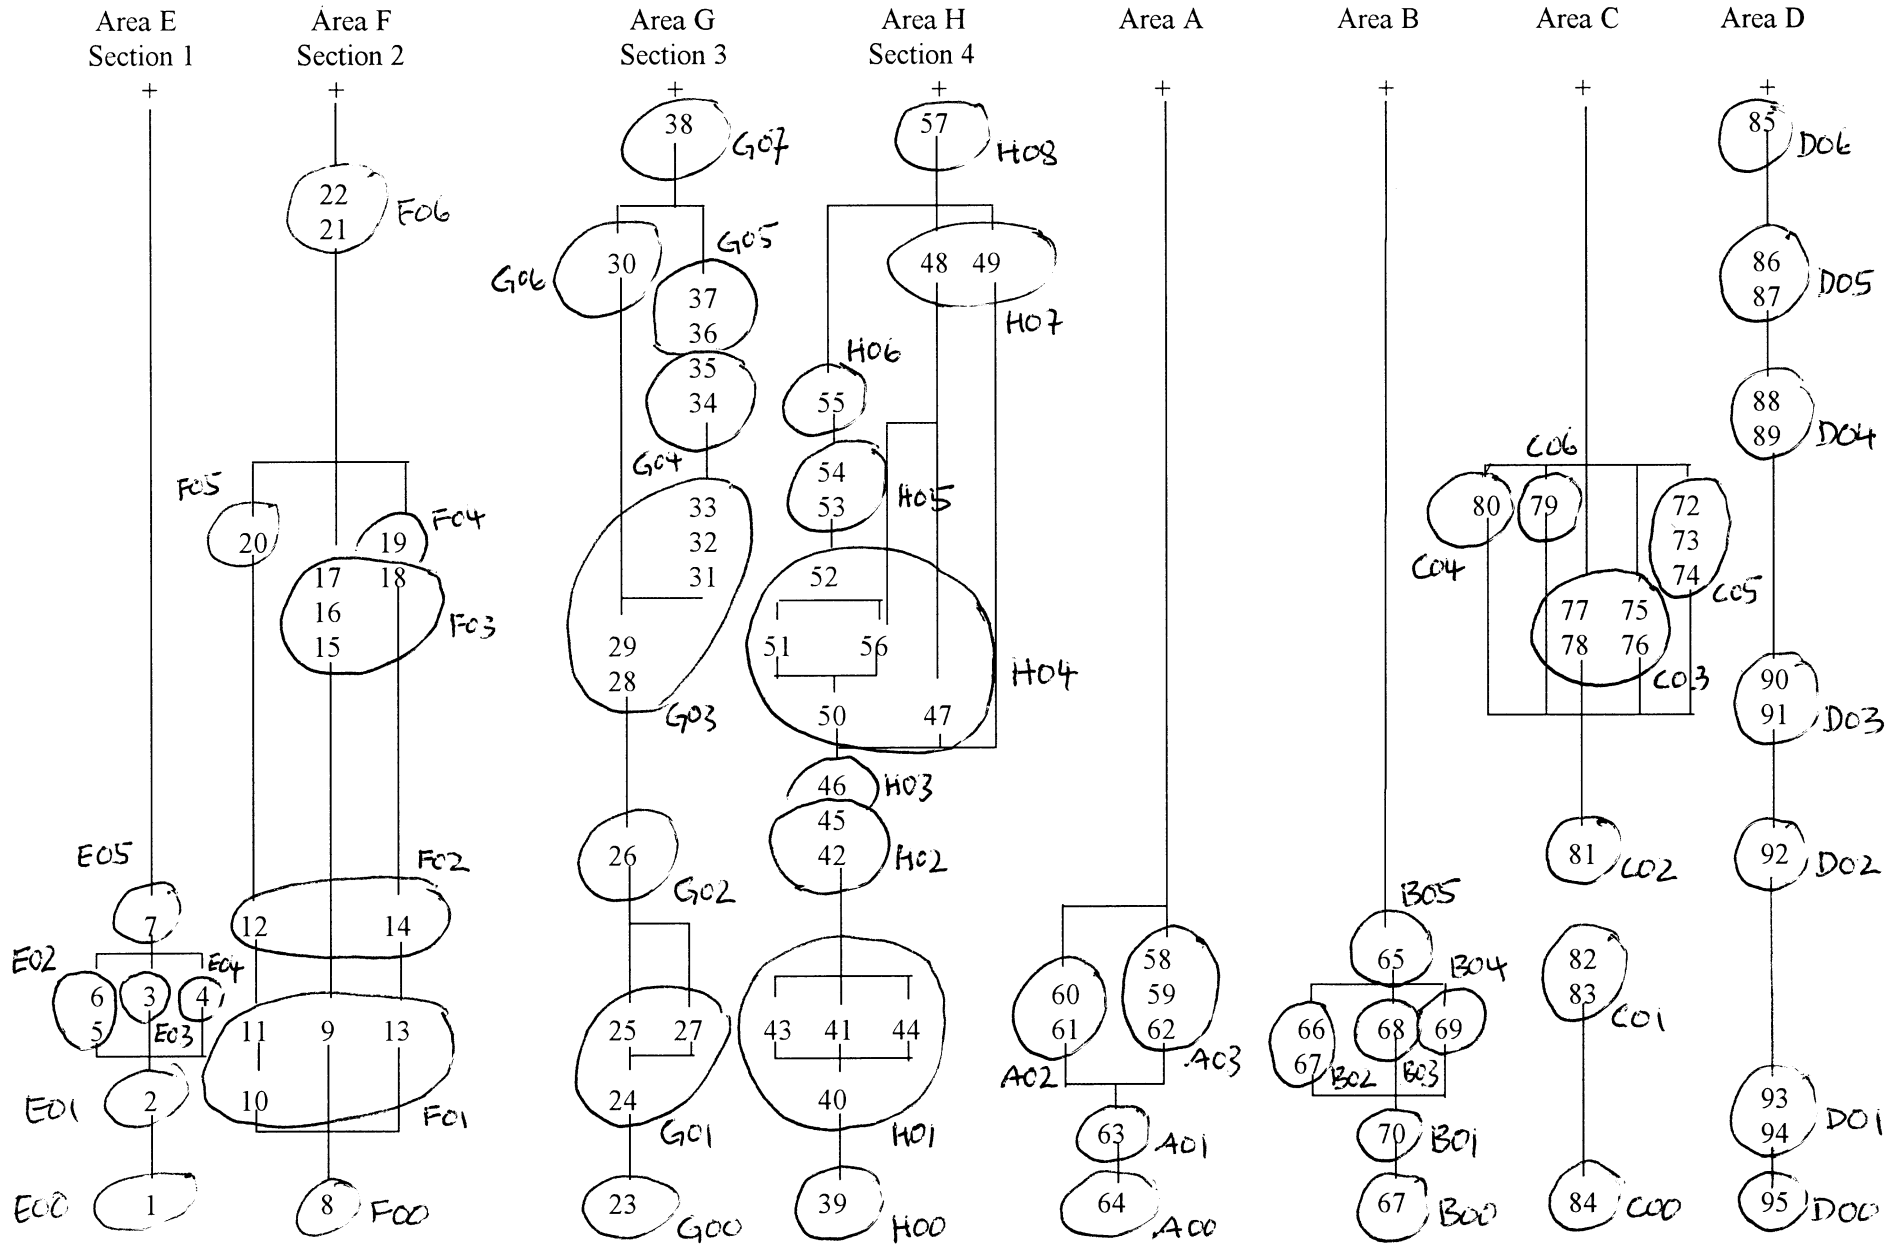 Area E Area F Area G Area H Area A Area B Area C Area D
Section 1 Section 2 Section 3 Section 4
+ + + + + + + +
38 57 85
G07 H08 D06
22
F06
21
G05
30 48 49 86
G06 37 87 D05
36 H07
35 H06
34 55 88
89 D04
G04 C06
54
F05 33 53 H05 80 79 72
F04
20 19 32 73
17 18 31 52 74 C04
C05
16 77 75
F03
15 29 51 56 78 76
28 H04 C03 90
G03 50 47 91 D03
46 H03
45
E05 F02 26 42 H02 81 C02 92 D02
G02 B05
7 12 14
E02 E04 58 65 B04 82
6 3 4 60 59 83
5 E03 11 9 13 25 27 43 41 44 61 62 66 68 69 C01
A02 A03 67 B02 B03
E01 2 10 F01 24 G01 40 H01 93
63 A01 70 B01 94 D01
E00 1 8 F00 23 G00 39 H00 64 A00 67 B00 84 C00 95 D00